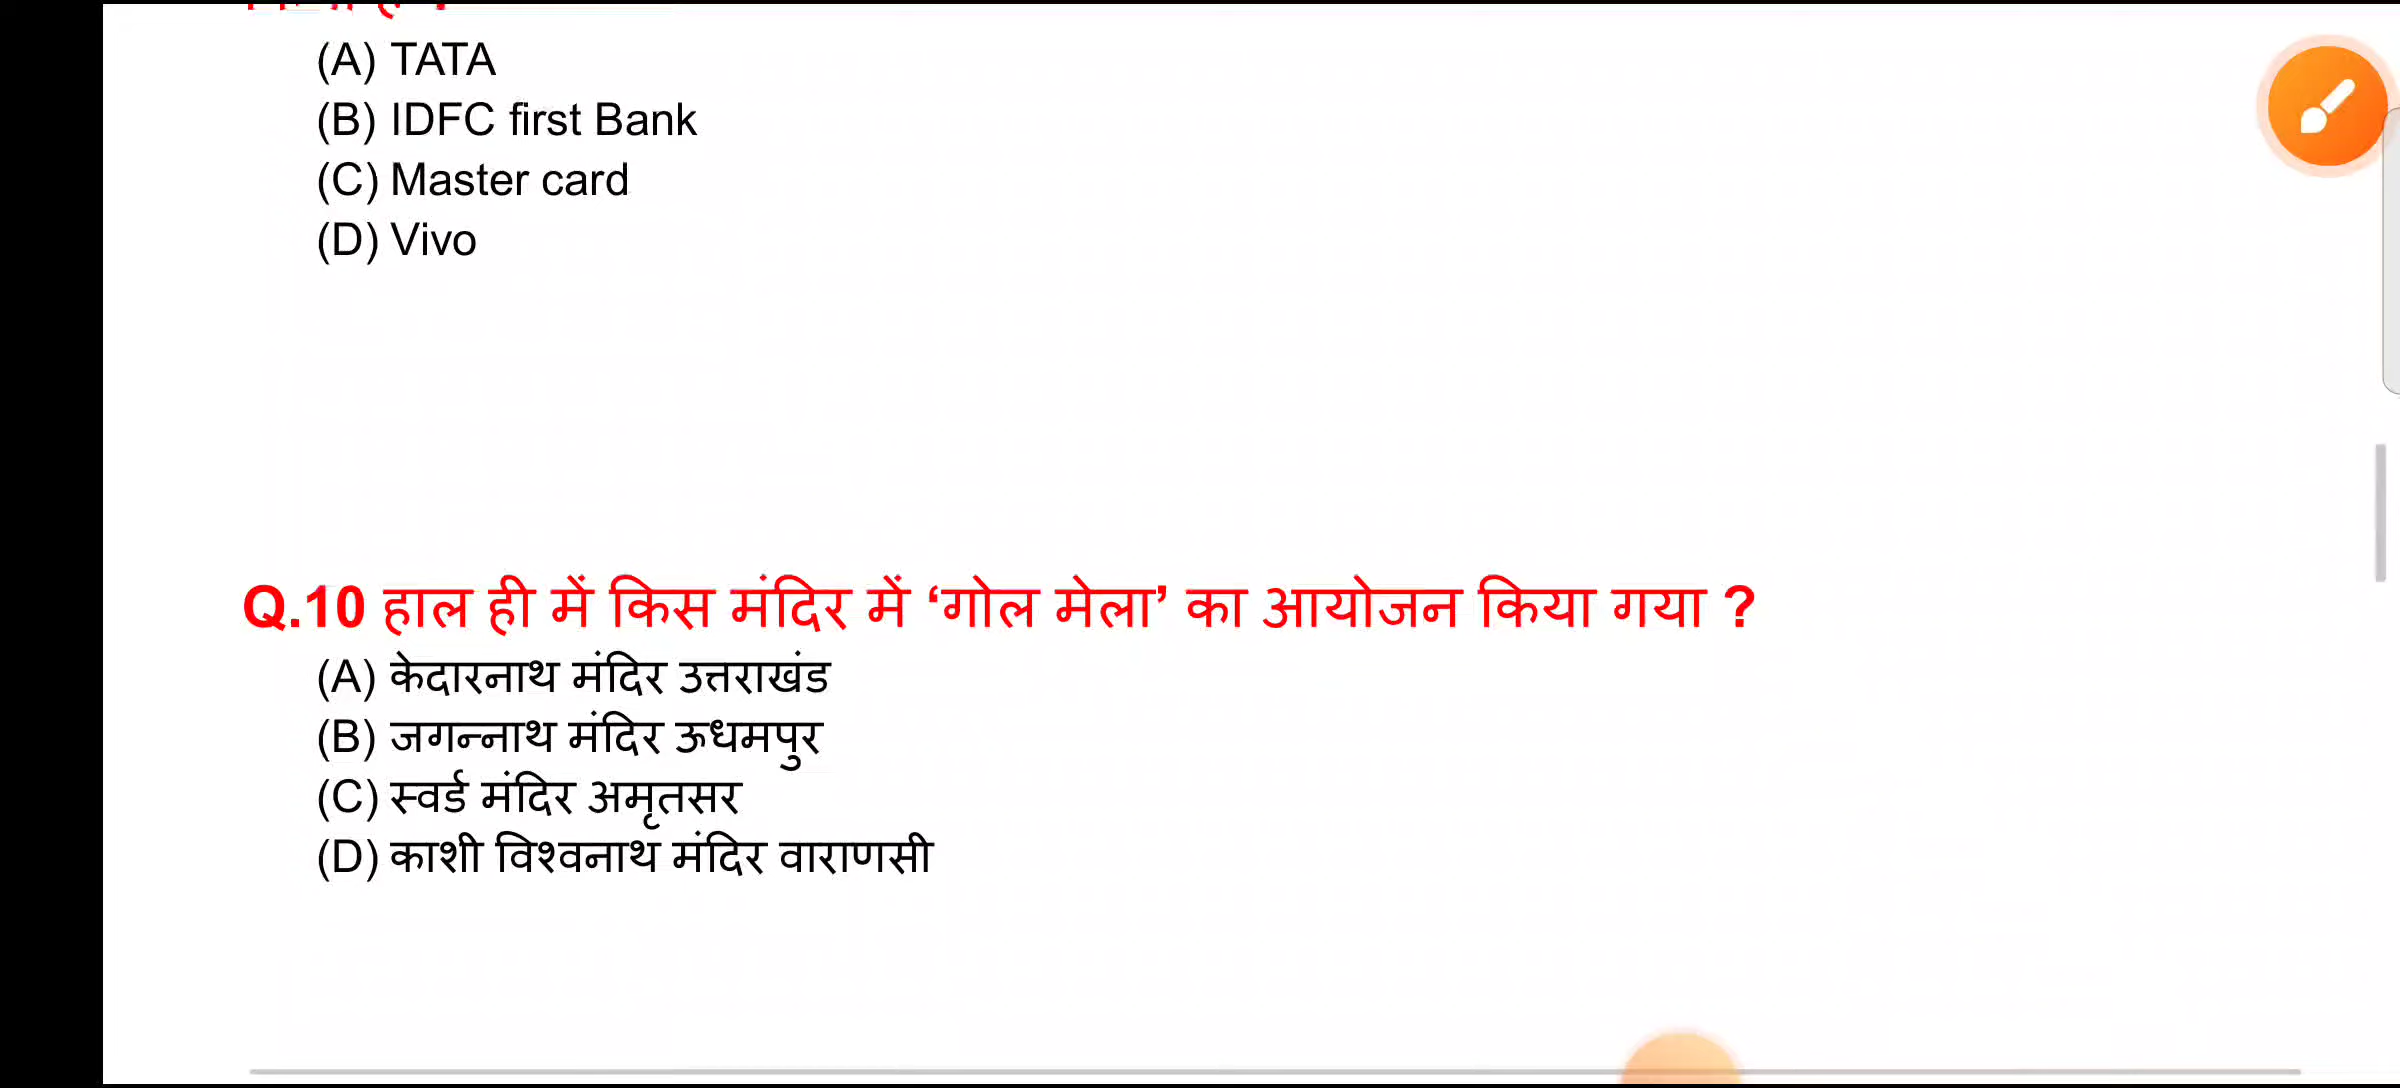 (A) TATA
(B) IDFC first Bank
(C) Master card
(D) Vivo
Q.10 हाल ही में किस मंदिर में ‘गोल मेला’ का आयोजन किया गया ?
(A) केदारनाथ मंदिर उत्तराखंड
(B) जगन्नाथ मंदिर ऊधमपुर
(C) स्वर्ड मंदिर अमृतसर
(D) काशी विश्वनाथ मंदिर वाराणसी